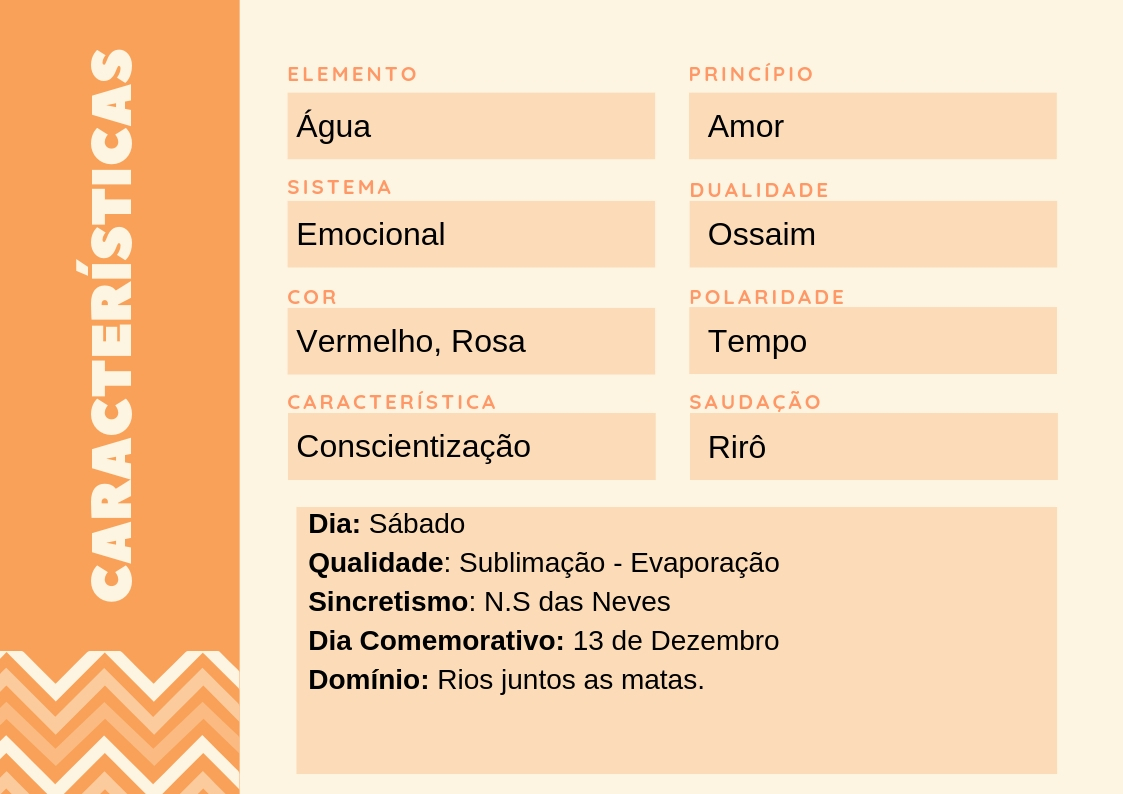 CARACTERÍSTICAS
ELEMENTO
Água
PRINCÍPIO
Amor
SISTEMA
Emocional
DUALIDADE
Ossaim
COR
Vermelho, Rosa
POLARIDADE
Tempo
CARACTERÍSTICA
Conscientização
SAUDAÇÃO
Rirô
Dia: Sábado
Qualidade: Sublimação - Evaporação
Sincretismo: N.S das Neves
Dia Comemorativo: 13 de Dezembro
Domínio: Rios juntos as matas.